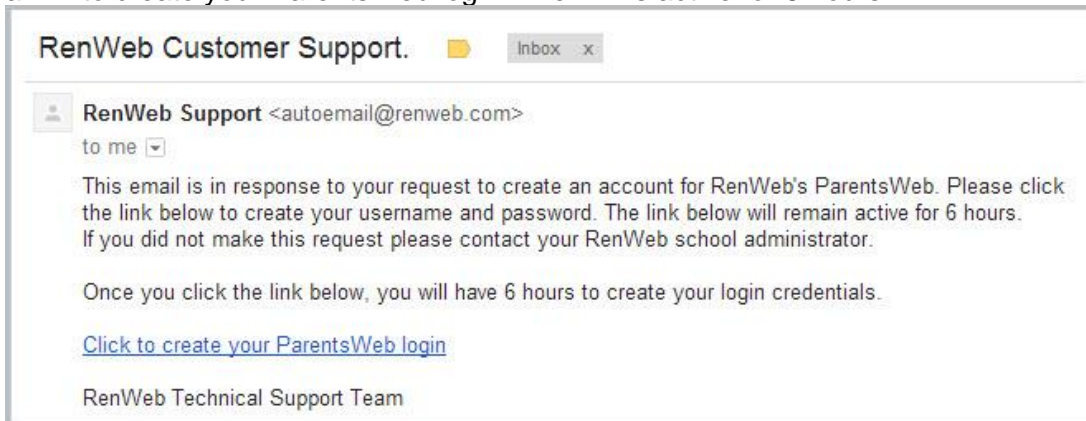 RenWeb Customer Support. Inbox x
RenWeb Support <autoemail@renweb.com>
to me
This email is in response to your request to create an account for RenWeb's ParentsWeb. Please click
the link below to create your username and password. The link below will remain active for 6 hours.
If you did not make this request please contact your RenWeb school administrator.
Once you click the link below, you will have 6 hours to create your login credentials.
Click to create your ParentsWeb login
RenWeb Technical Support Team